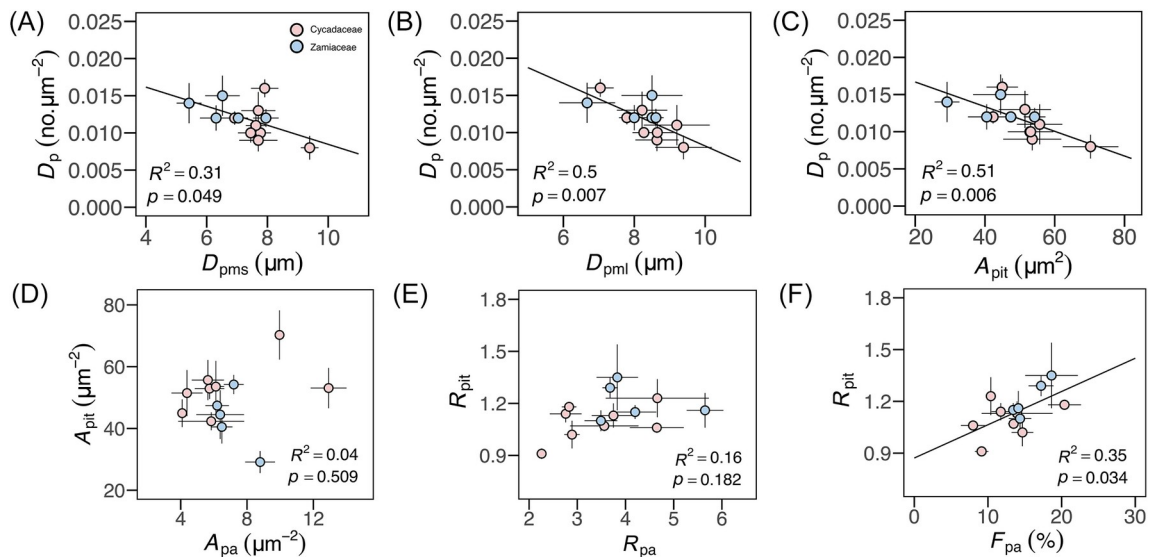 (A)
0.025
0.020
0.015
0.010
0.005
0.000
Dp (no.µm−2)
Cycadaceae
Zamiaceae
R2 = 0.31
p = 0.049
4 6 8 10
Dpms (µm)
(B)
0.025
0.020
0.015
0.010
0.005
0.000
Dp (no.µm−2)
R2 = 0.5
p = 0.007
6 8 10
Dpml (µm)
(C)
0.025
0.020
0.015
0.010
0.005
0.000
Dp (no.µm−2)
R2 = 0.51
p = 0.006
20 40 60 80
Apit (µm2)
(D)
80
60
40
20
Apit (µm−2)
R2 = 0.04
p = 0.509
4 8 12
Apa (µm−2)
(E)
1.8
1.5
1.2
0.9
Rpit
R2 = 0.16
p = 0.182
2 3 4 5 6
Rpa
(F)
1.8
1.5
1.2
0.9
Rpit
R2 = 0.35
p = 0.034
0 10 20 30
Fpa (%)